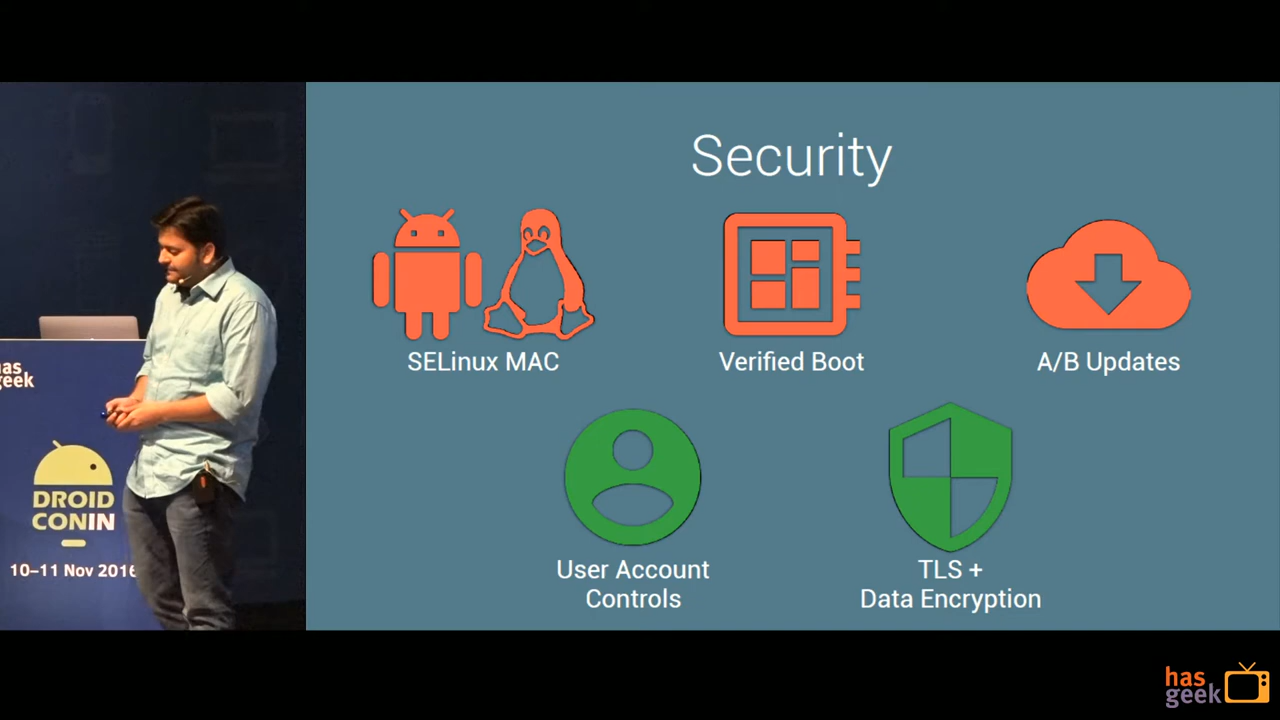 Security
SELinux MAC
Verified Boot
A/B Updates
User Account
Controls
TLS +
Data Encryption
has
geek
DROID
CONIN
10–11 Nov 2016
has
geek